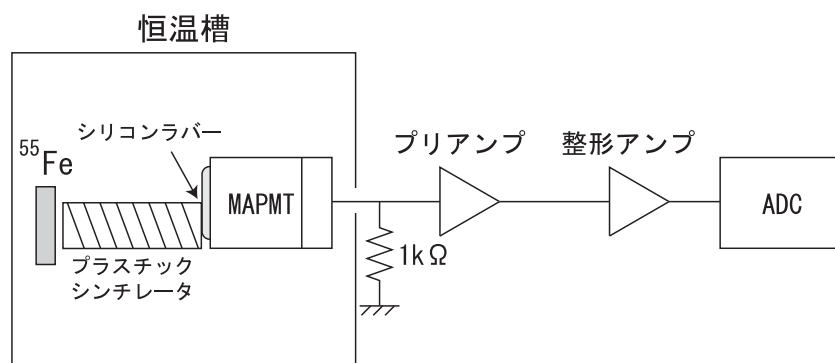 恒温槽
シリコンラバー
55Fe
MAPMT
プラスチック
シンチレータ
1kΩ
プリアンプ
整形アンプ
ADC